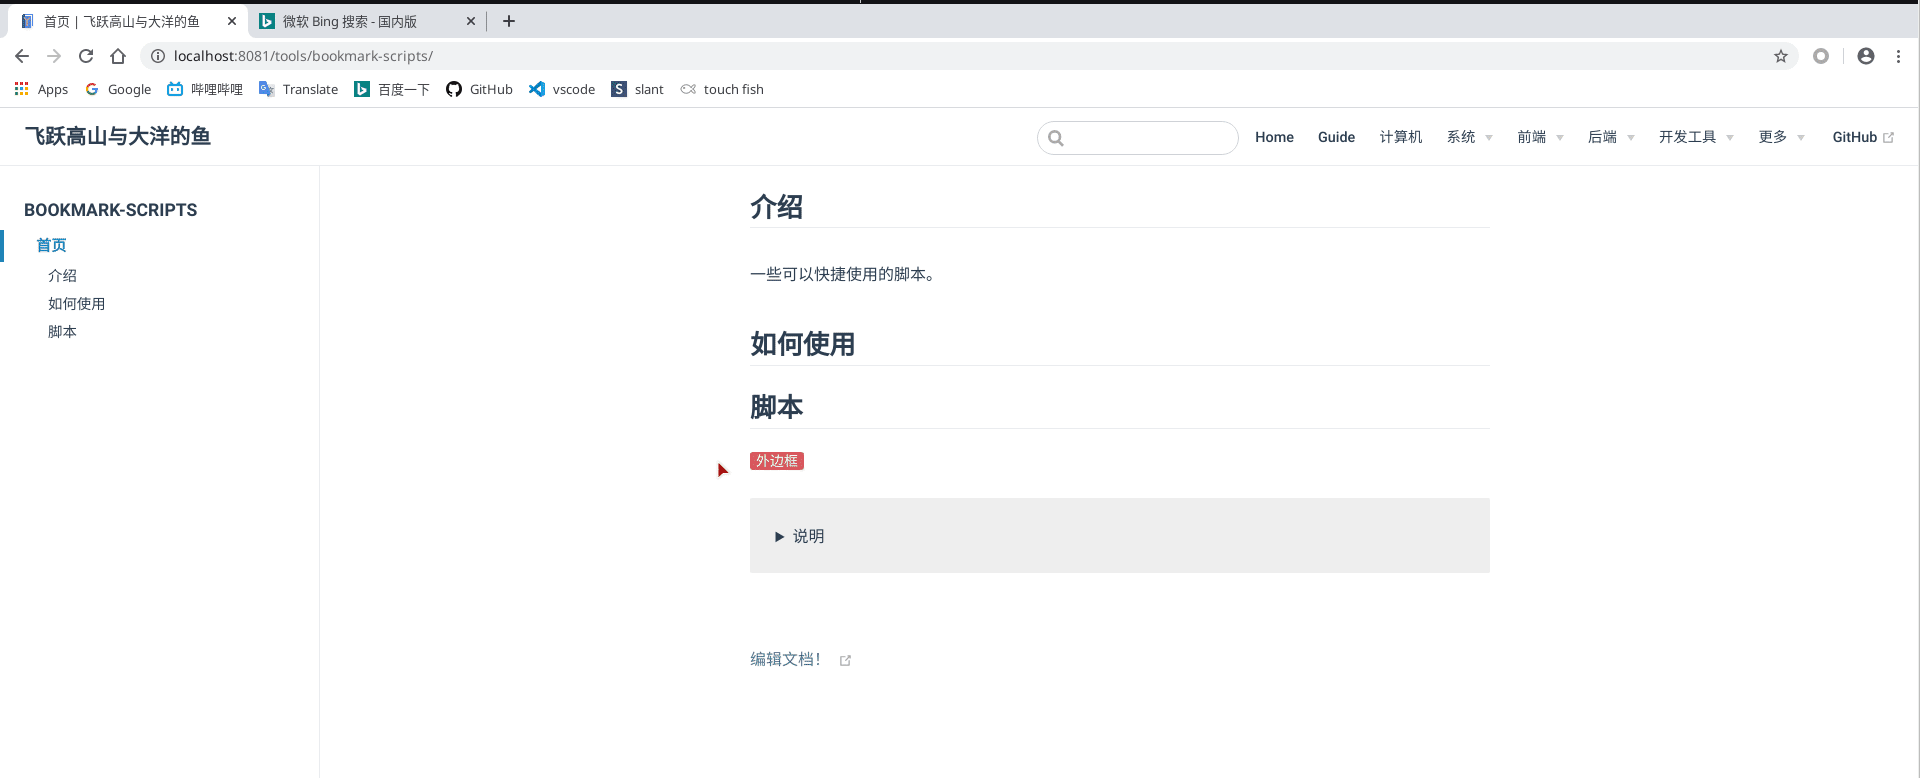 首页 | 飞跃高山与大洋的鱼
微软 Bing 搜索 - 国内版
localhost:8081/tools/bookmark-scripts/
Apps Google 哔哩哔哩 Translate 百度一下 GitHub vscode slant touch fish
飞跃高山与大洋的鱼
Home Guide 计算机 系统 前端 后端 开发工具 更多 GitHub
BOOKMARK-SCRIPTS
首页
介绍
如何使用
脚本
介绍
一些可以快捷使用的脚本。
如何使用
脚本
外边框
说明
编辑文档！